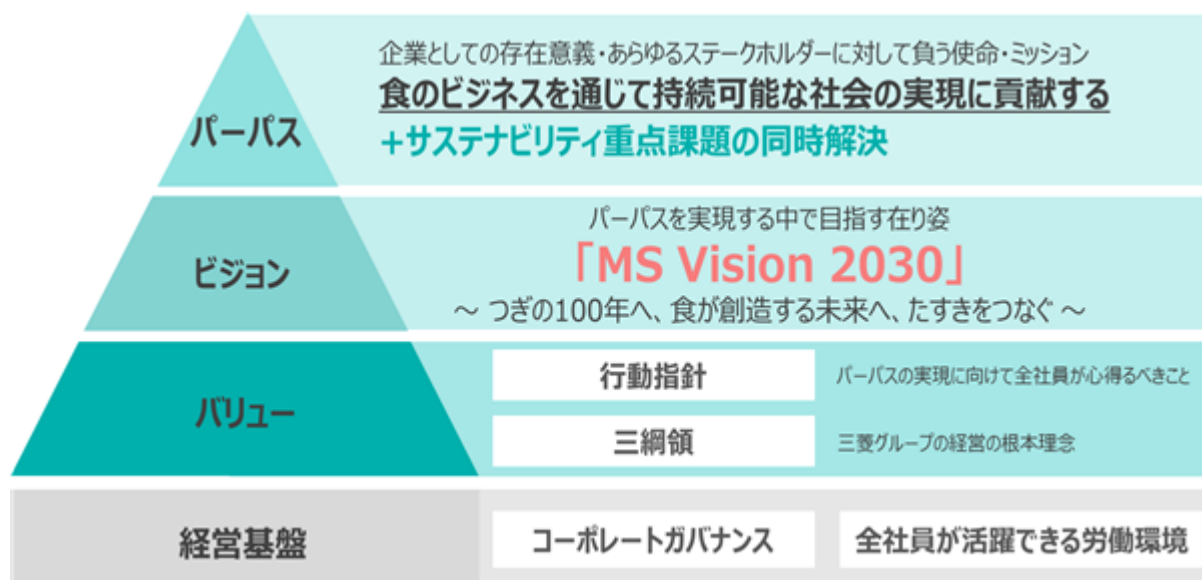 パーパス
企業としての存在意義・あらゆるステークホルダーに対して負う使命・ミッション
食のビジネスを通じて持続可能な社会の実現に貢献する
+サステナビリティ重点課題の同時解決
ビジョン
パーパスを実現する中で目指す在り姿
「MS Vision 2030」
～ つぎの100年へ、食が創造する未来へ、たすきをつなぐ ～
バリュー
行動指針
パーパスの実現に向けて全社員が心得るべきこと
三綱領
三菱グループの経営の根本理念
経営基盤
コーポレートガバナンス
全社員が活躍できる労働環境